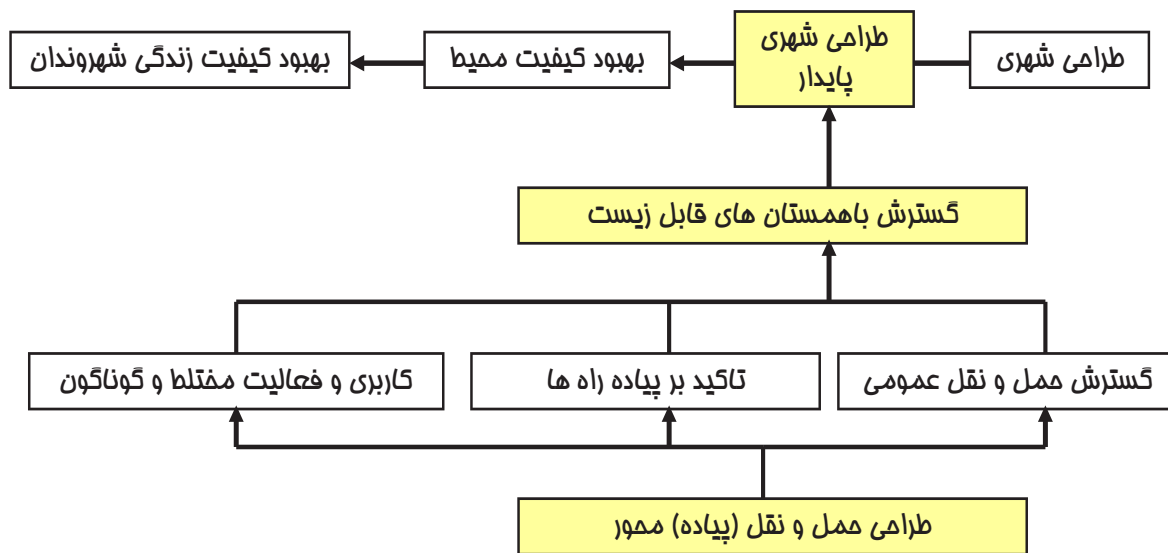 طراحی شهری
طراحی شهری
پایدار
بهبود کیفیت محیط
بهبود کیفیت زندگی شهروندان
گسترش باهمستان های قابل زیست
گسترش حمل و نقل عمومی
تاکید بر پیاده راه ها
کاربری و فعالیت مختلط و گوناگون
طراحی حمل و نقل (پیاده) محور